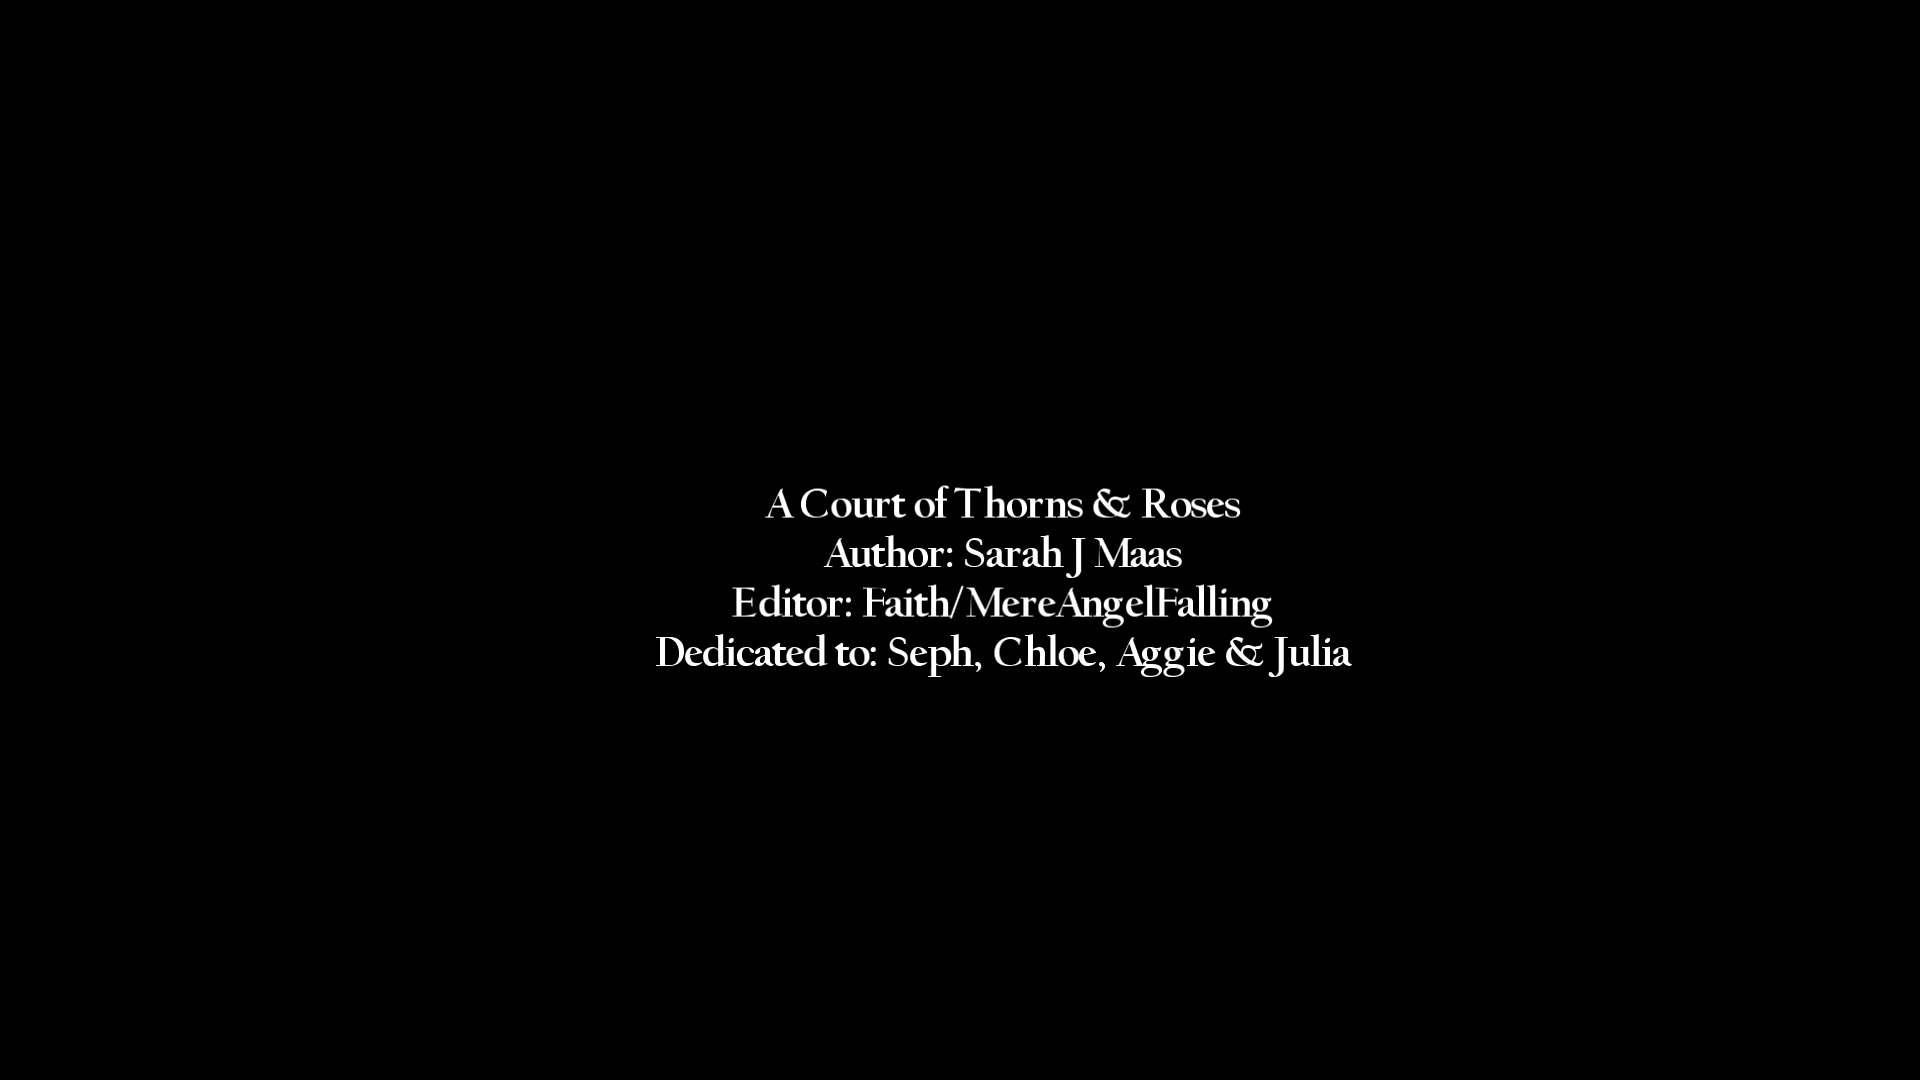 A Court of Thorns & Roses
Author: Sarah J Maas
Editor: Faith/MereAngelFalling
Dedicated to: Seph, Chloe, Aggie & Julia